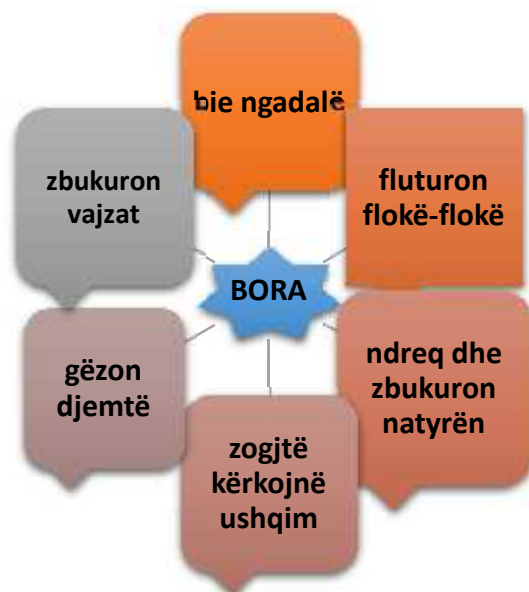 bie ngadalë
fluturon
flokë-flokë
ndreq dhe
zbukuron
natyrën
zogjtë
kërkojnë
ushqim
gëzon
djemtë
zbukuron
vajzat
BORA